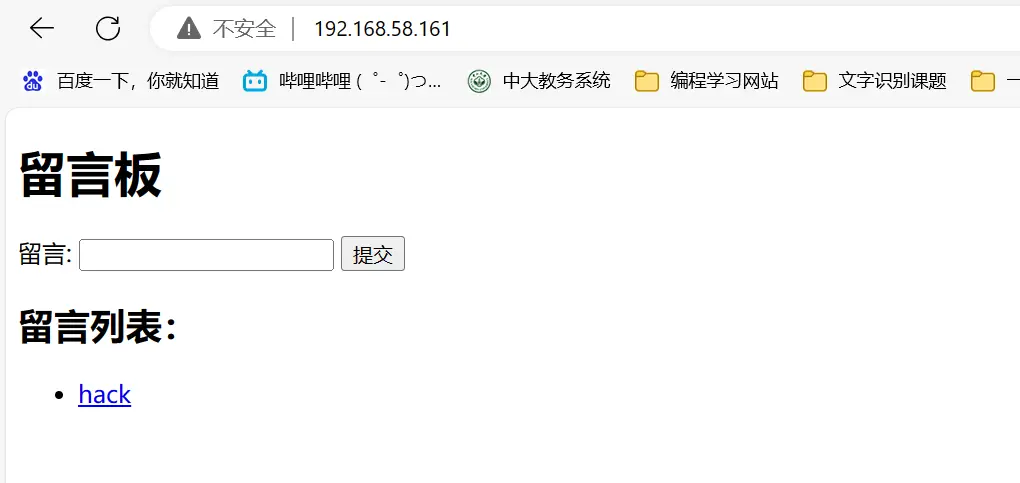 不安全 | 192.168.58.161
百度一下，你就知道 哔哩哔哩 ( ゜- ゜)つ... 中大教务系统 编程学习网站 文字识别课题 一
留言板
留言: 提交
留言列表：
hack